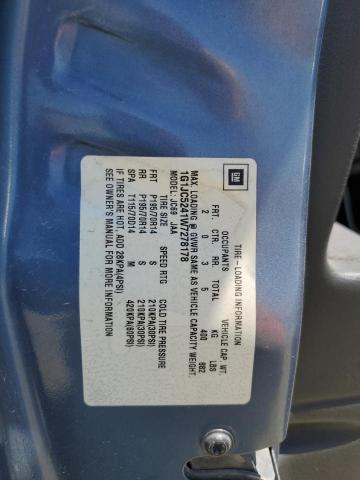 GM
TIRE - LOADING INFORMATION
OCCUPANTS VEHICLE CAP. WT.
FRT. CTR. RR. TOTAL KG LBS
2 0 3 5 400 882
MAX. LOADING @ GVWR SAME AS VEHICLE CAPACITY WEIGHT.
1G1JC5241W7278178
MODEL: JC69 JAA
TIRE SIZE SPEED RTG COLD TIRE PRESSURE
FRT P195/70R14 S 210KPA(30PSI)
RR P195/70R14 S 210KPA(30PSI)
SPA T115/70D14 M 420KPA(60PSI)
IF TIRES ARE HOT, ADD 28KPA(4PSI)
SEE OWNER'S MANUAL FOR MORE INFORMATION